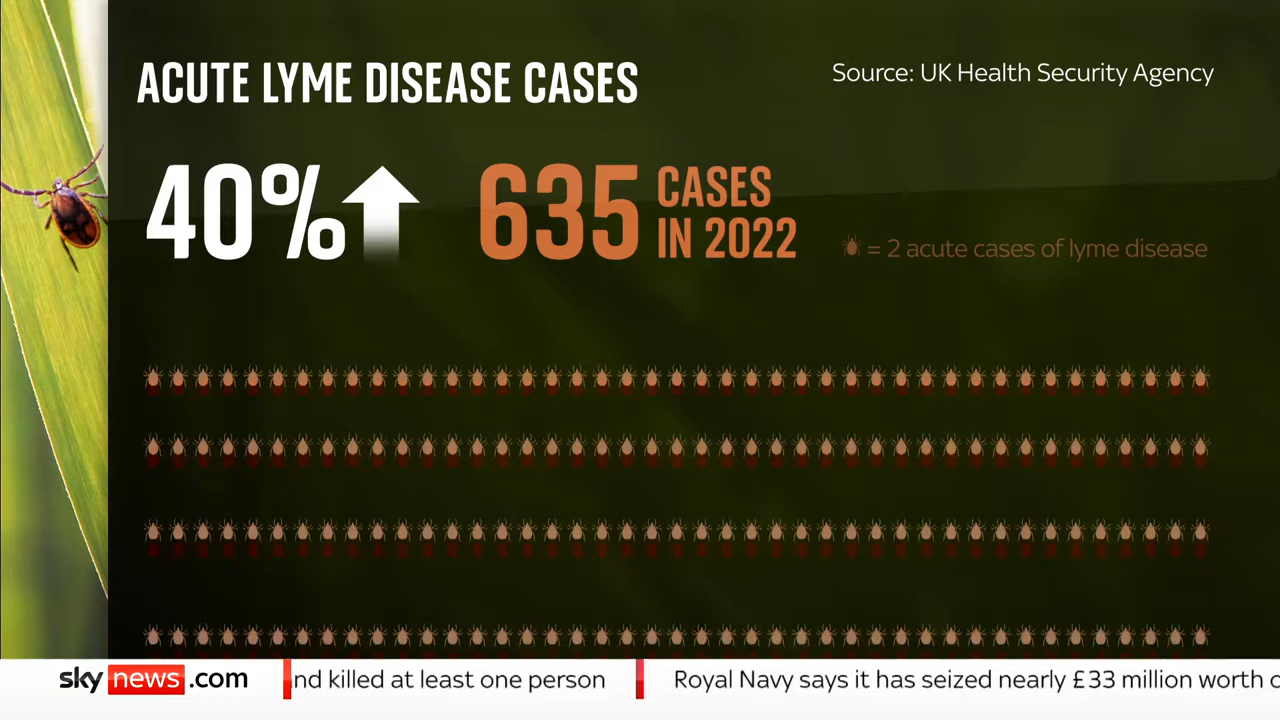 ACUTE LYME DISEASE CASES
Source: UK Health Security Agency
40%
635 CASES
IN 2022
= 2 acute cases of lyme disease
sky news.com
nd killed at least one person
Royal Navy says it has seized nearly £33 million worth